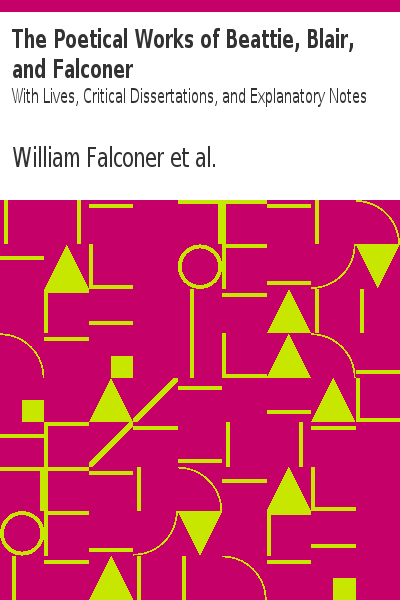 The Poetical Works of Beattie, Blair,
and Falconer
With Lives, Critical Dissertations, and Explanatory Notes
William Falconer et al.